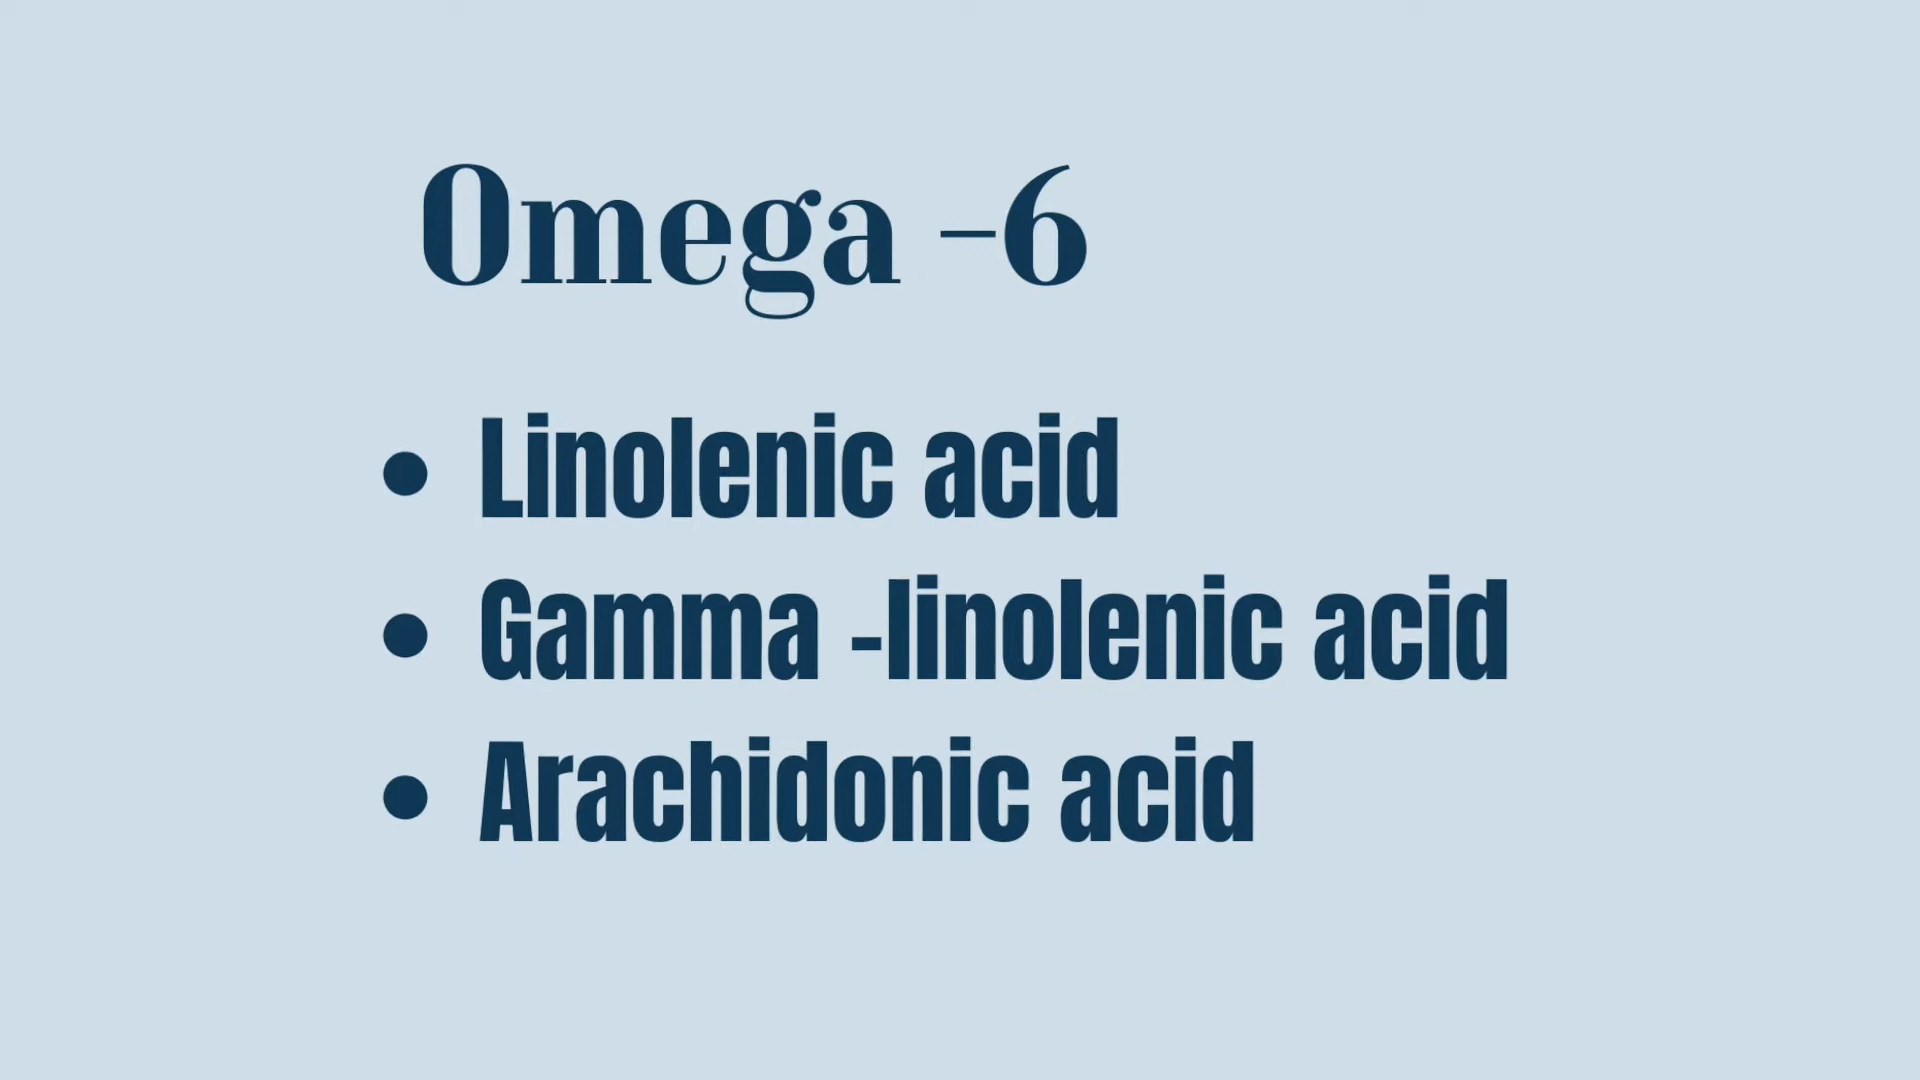 Omega -6
• Linolenic acid
• Gamma -linolenic acid
• Arachidonic acid